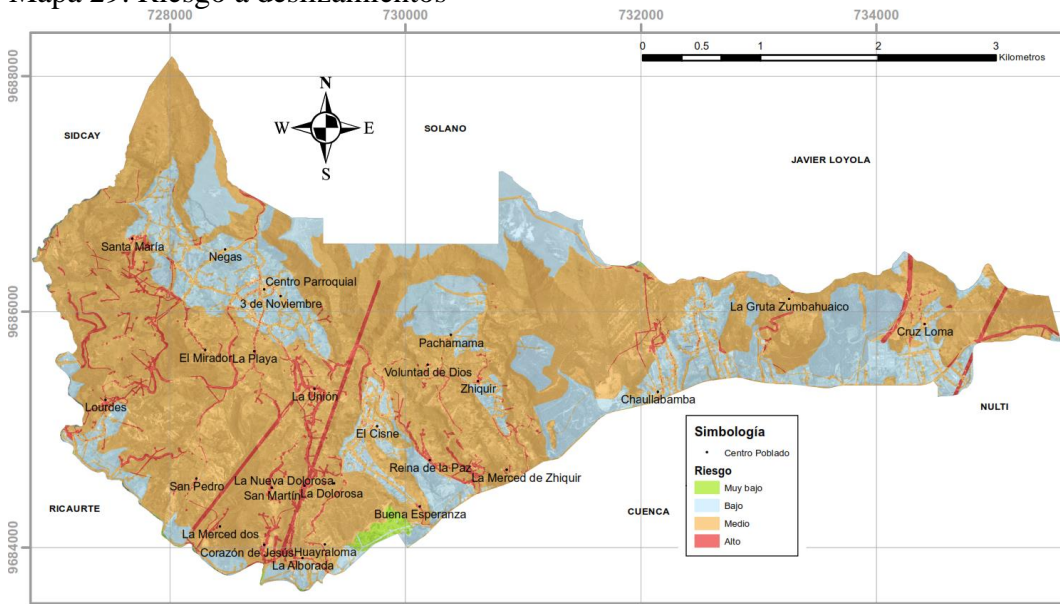 Mapa 29. Riesgo a deslizamientos
728000 730000 732000 734000
0 0.5 1 2 3
Kilometros
9688000
9686000
9684000
N
W E
S
SIDCAY
SOLANO
JAVIER LOYOLA
Santa María
Negas
Centro Parroquial
3 de Noviembre
La Gruta Zumbahuaico
Cruz Loma
Pachamama
El Mirador
La Playa
Voluntad de Dios
Zhiquir
La Unión
Chaullabamba
Lourdes
NULTI
El Cisne
Reina de la Paz
La Merced de Zhiquir
San Pedro
La Nueva Dolorosa
San Martín
La Dolorosa
RICAURTE
Buena Esperanza
CUENCA
La Merced dos
Corazón de Jesús
Huayraloma
La Alborada
Simbología
Centro Poblado
Riesgo
Muy bajo
Bajo
Medio
Alto